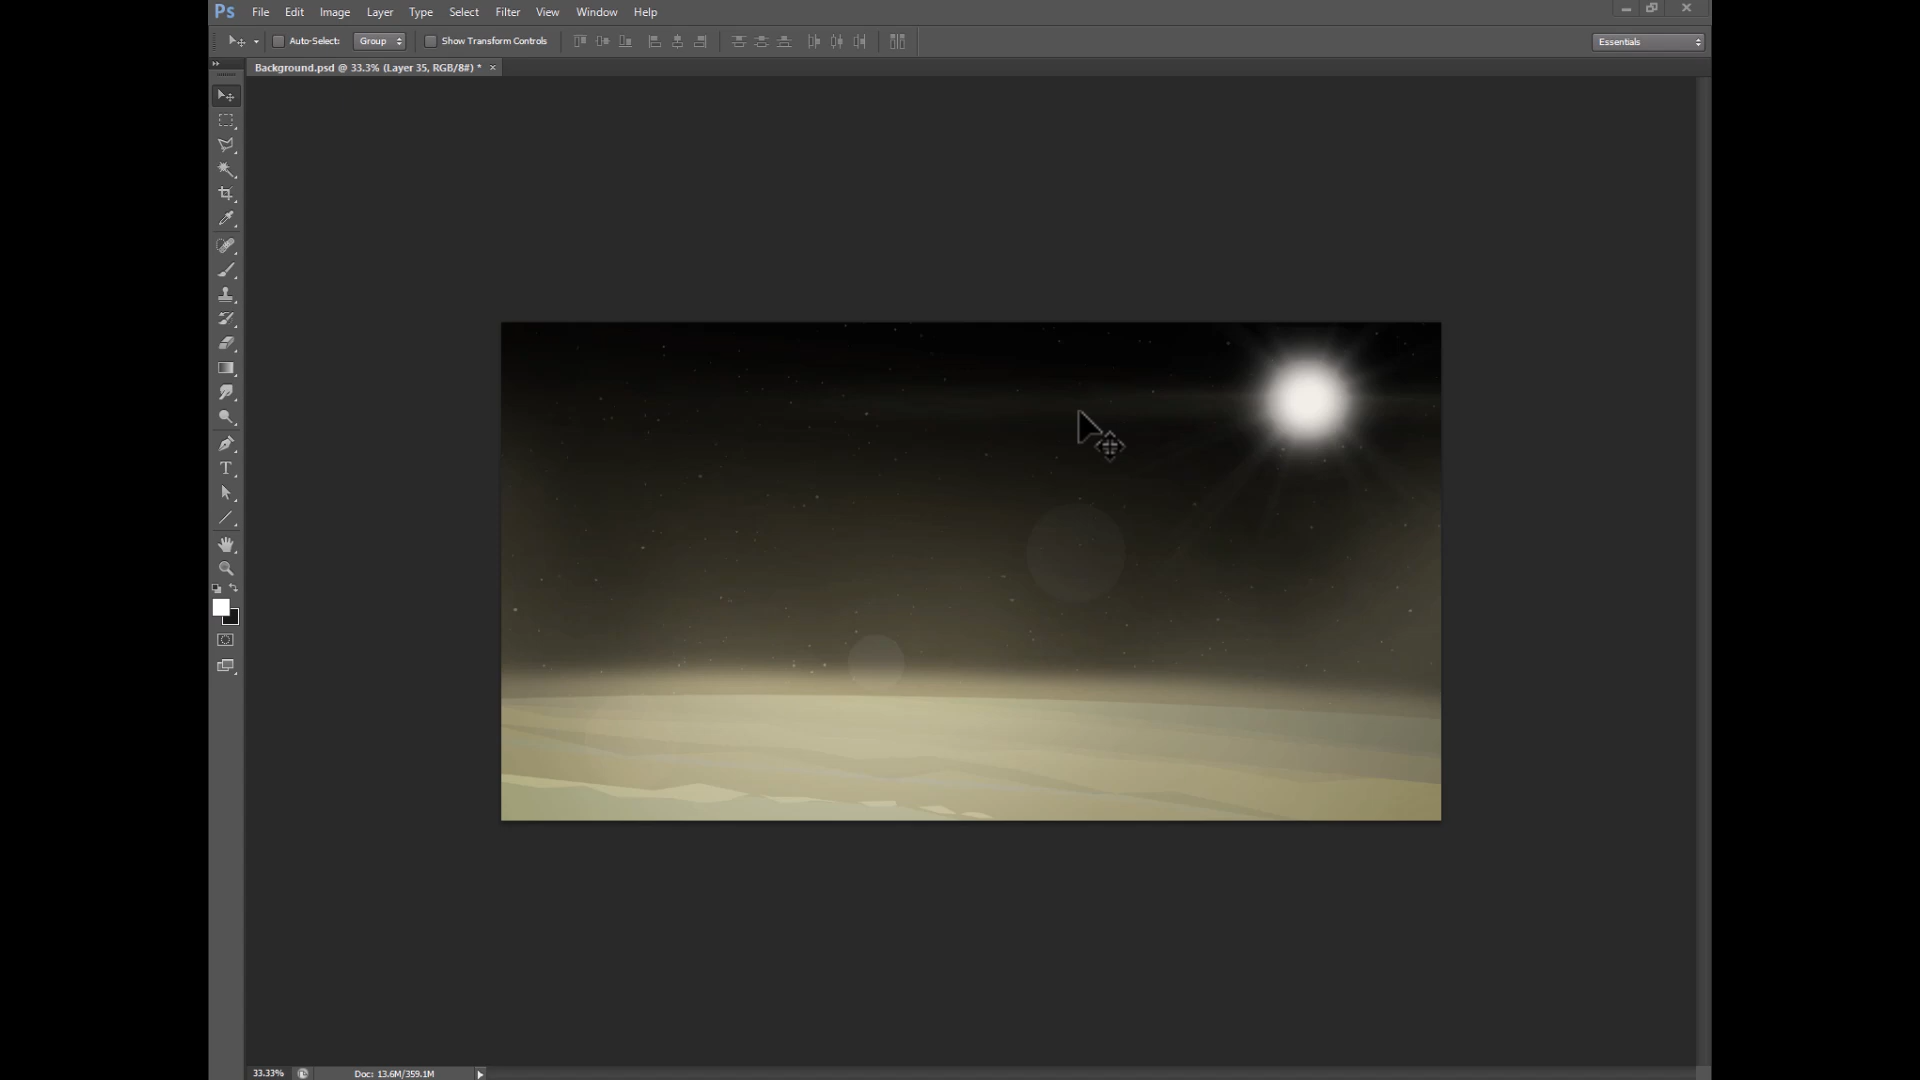 Ps File Edit Image Layer Type Select Filter View Window Help
Auto-Select: Group Show Transform Controls Essentials
Background.psd @ 33.3% (Layer 35, RGB/8#) *
T
33.33% Doc: 13.6M/359.1M